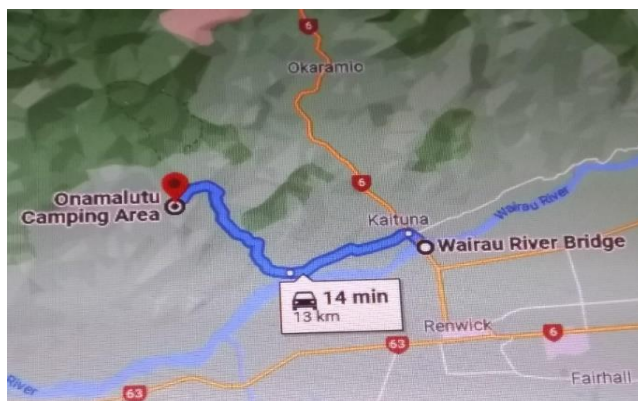 6
Okaramio
6
Onamalutu
Camping Area
Wairau River
Kaituna
Wairau River Bridge
14 min
13 km
Renwick
63
6
Fairhall
River
63